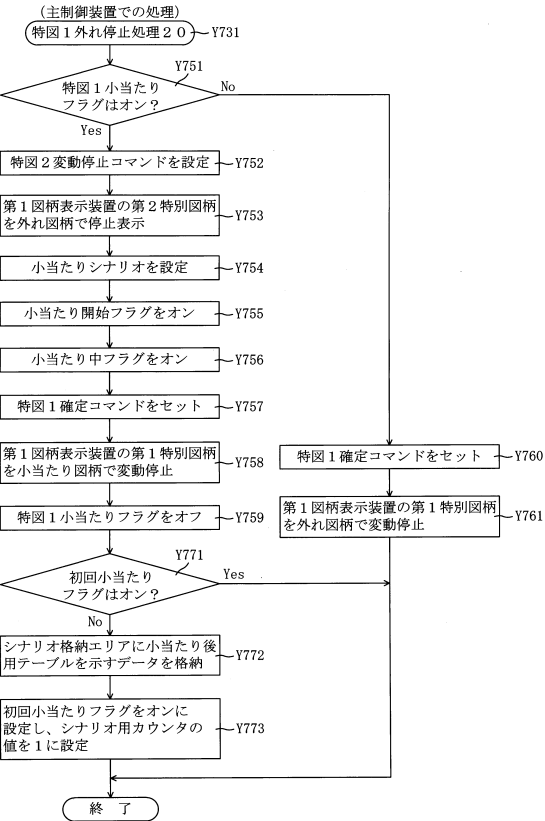 (主制御装置での処理)
特図1外れ停止処理20
Y731
Y751
特図1小当たり
フラグはオン？
No
Yes
特図2変動停止コマンドを設定
Y752
第1図柄表示装置の第2特別図柄
を外れ図柄で停止表示
Y753
小当たりシナリオを設定
Y754
小当たり開始フラグをオン
Y755
小当たり中フラグをオン
Y756
特図1確定コマンドをセット
Y757
第1図柄表示装置の第1特別図柄
を小当たり図柄で変動停止
Y758
特図1小当たりフラグをオフ
Y759
特図1確定コマンドをセット
Y760
第1図柄表示装置の第1特別図柄
を外れ図柄で変動停止
Y761
Y771
初回小当たり
フラグはオン？
Yes
No
シナリオ格納エリアに小当たり後
用テーブルを示すデータを格納
Y772
初回小当たりフラグをオンに
設定し、シナリオ用カウンタの
値を1に設定
Y773
終　了